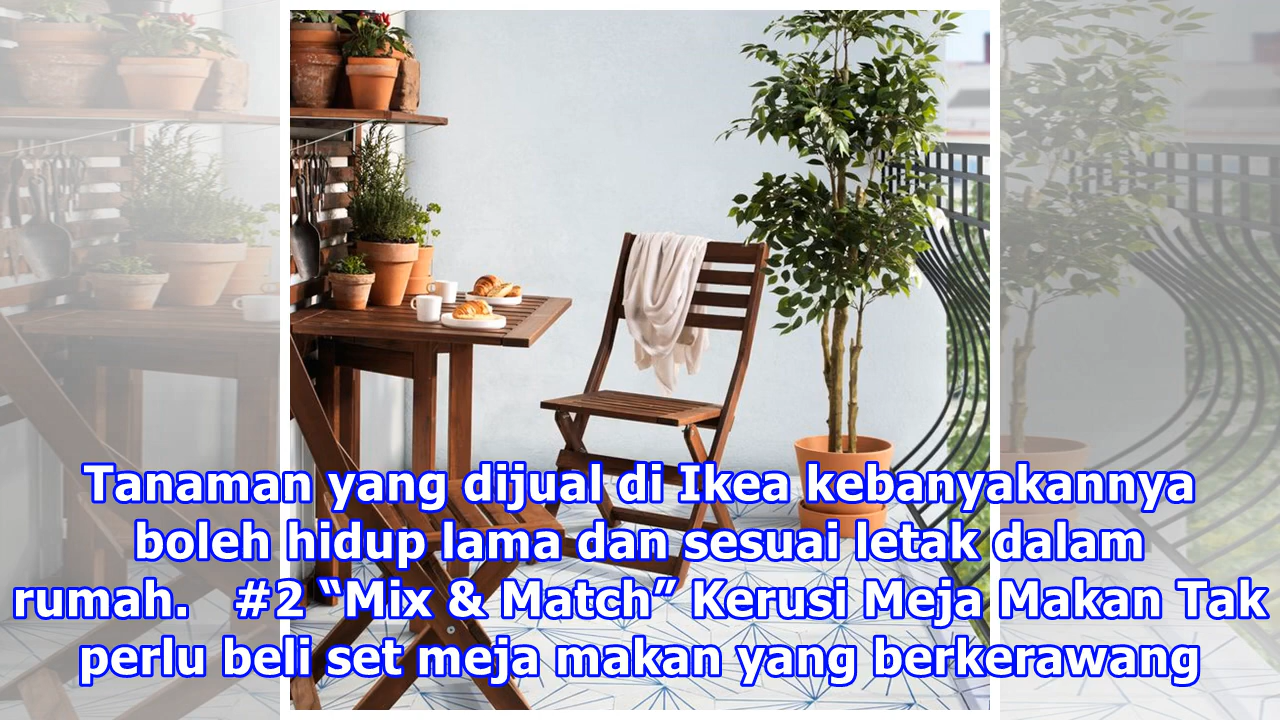 Tanaman yang dijual di Ikea kebanyakannya
boleh hidup lama dan sesuai letak dalam
rumah.   #2 “Mix & Match” Kerusi Meja Makan Tak
perlu beli set meja makan yang berkerawang